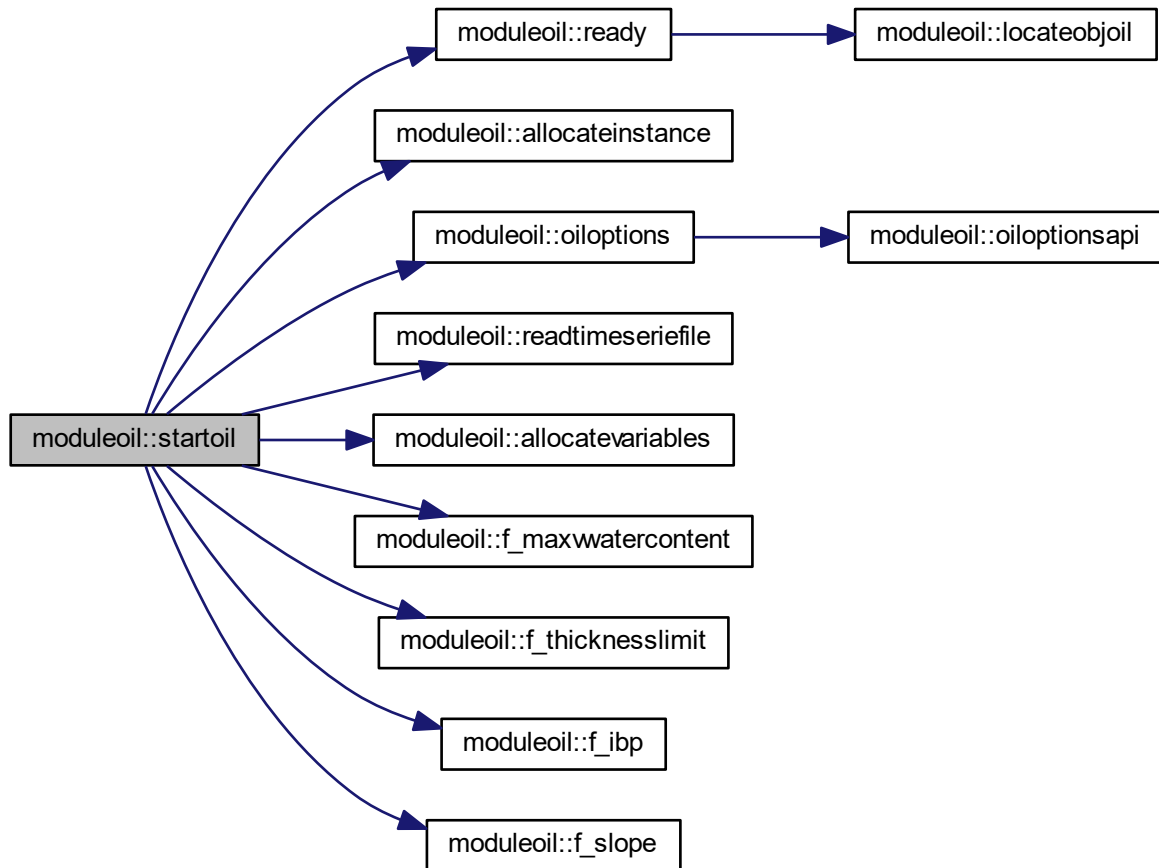 moduleoil::ready
moduleoil::locateobjoil
moduleoil::allocateinstance
moduleoil::oiloptions
moduleoil::oiloptionsapi
moduleoil::readtimeseriefile
moduleoil::startoil
moduleoil::allocatevariables
moduleoil::f_maxvwatercontent
moduleoil::f_thicknesslimit
moduleoil::f_ibp
moduleoil::f_slope